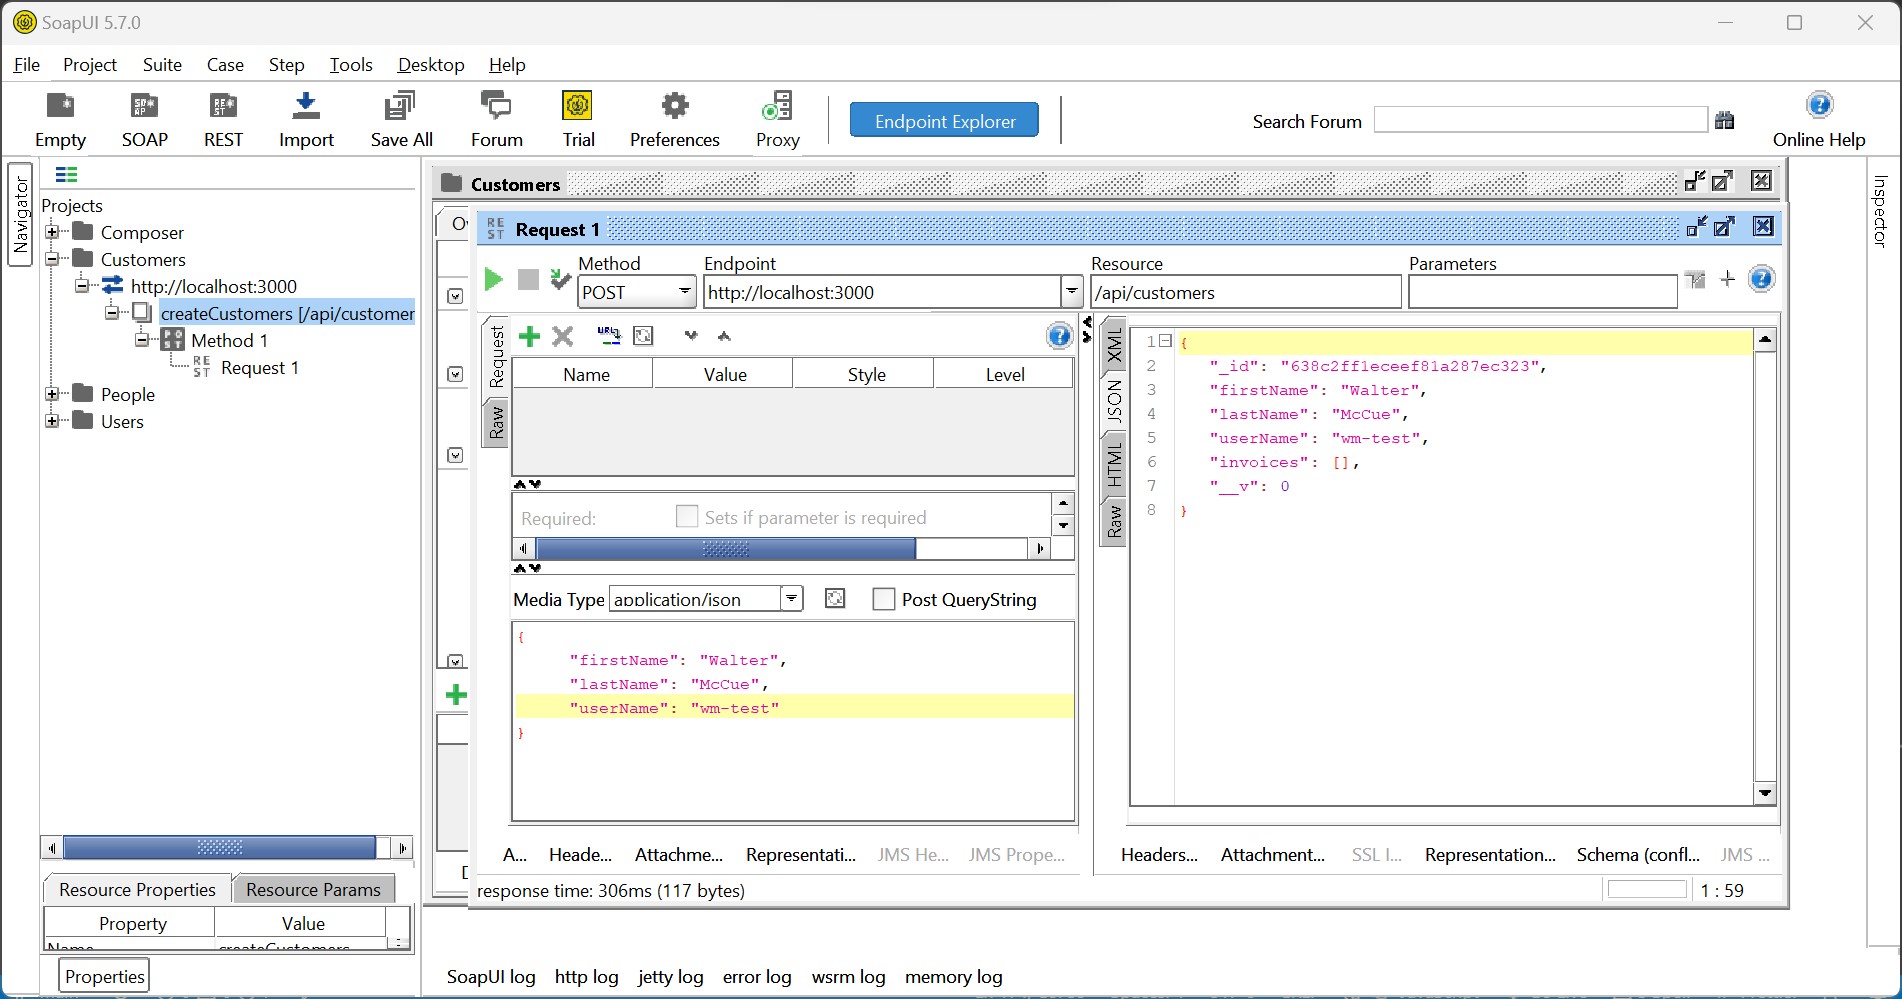 SoapUI 5.7.0
File Project Suite Case Step Tools Desktop Help
Empty SOAP REST Import Save All Forum Trial Preferences Proxy Endpoint Explorer Search Forum Online Help
Navigator
Projects
Composer
Customers
http://localhost:3000
createCustomers [/api/customer
Method 1
RE ST Request 1
People
Users
Resource Properties Resource Params
Property Value
Name createCustomers
Properties
Customers
RE ST Request 1
Method Endpoint Resource Parameters
POST http://localhost:3000 /api/customers
Request
Raw
Name Value Style Level
Required: Sets if parameter is required
Media Type application/json Post QueryString
{
"firstName": "Walter",
"lastName": "McCue",
"userName": "wm-test"
}
A... Heade... Attachme... Representati... JMS He... JMS Prope...
XML
JSON
HTML
Raw
1 {
2 "_id": "638c2ff1eceef81a287ec323",
3 "firstName": "Walter",
4 "lastName": "McCue",
5 "userName": "wm-test",
6 "invoices": [],
7 "__v": 0
8 }
Headers... Attachment... SSL I... Representation... Schema (confl... JMS ...
response time: 306ms (117 bytes) 1 : 59
Inspector
SoapUI log http log jetty log error log wsrm log memory log